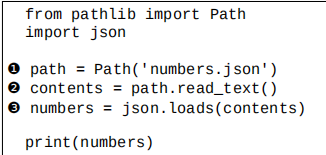 from pathlib import Path
import json
❶ path = Path('numbers.json')
❷ contents = path.read_text()
❸ numbers = json.loads(contents)
print(numbers)